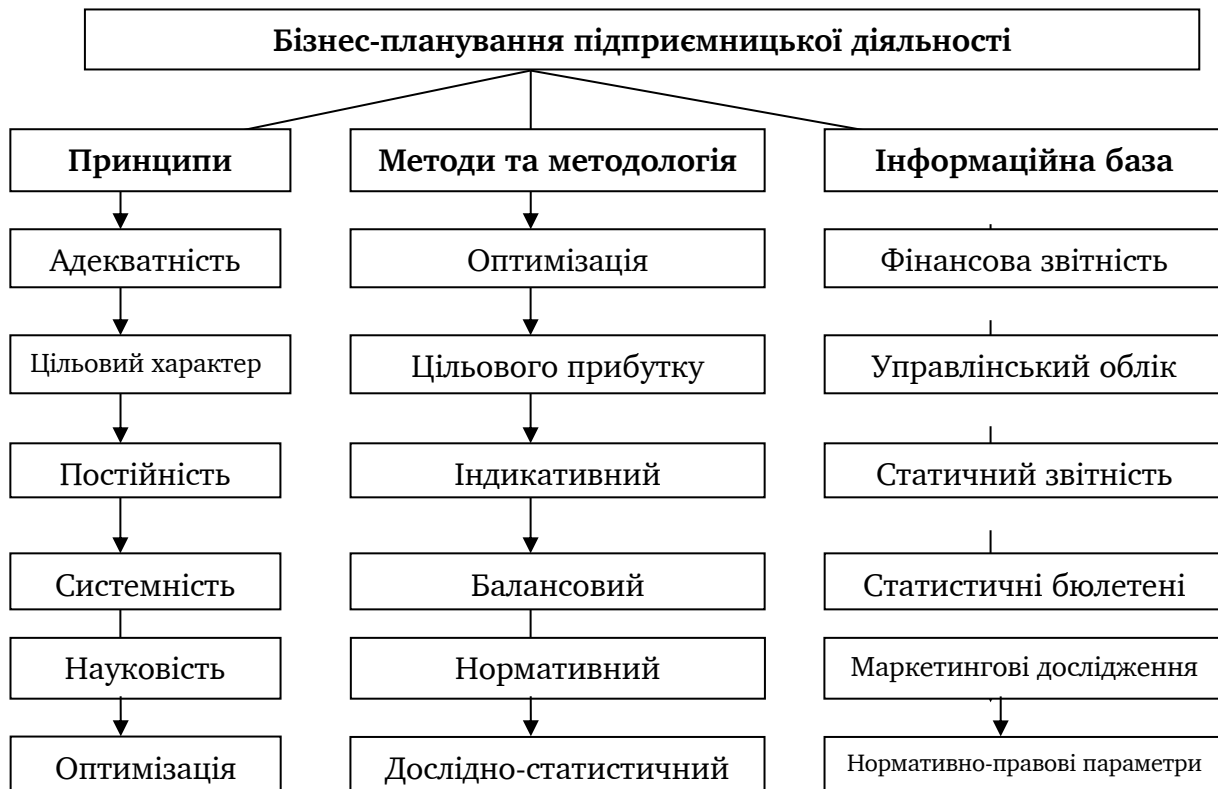 Бізнес-планування підприємницької діяльності
Принципи
Методи та методологія
Інформаційна база
Адекватність
Оптимізація
Фінансова звітність
Цільовий характер
Цільового прибутку
Управлінський облік
Постійність
Індикативний
Статичний звітність
Системність
Балансовий
Статистичні бюлетені
Науковість
Нормативний
Маркетингові дослідження
Оптимізація
Дослідно-статистичний
Нормативно-правові параметри